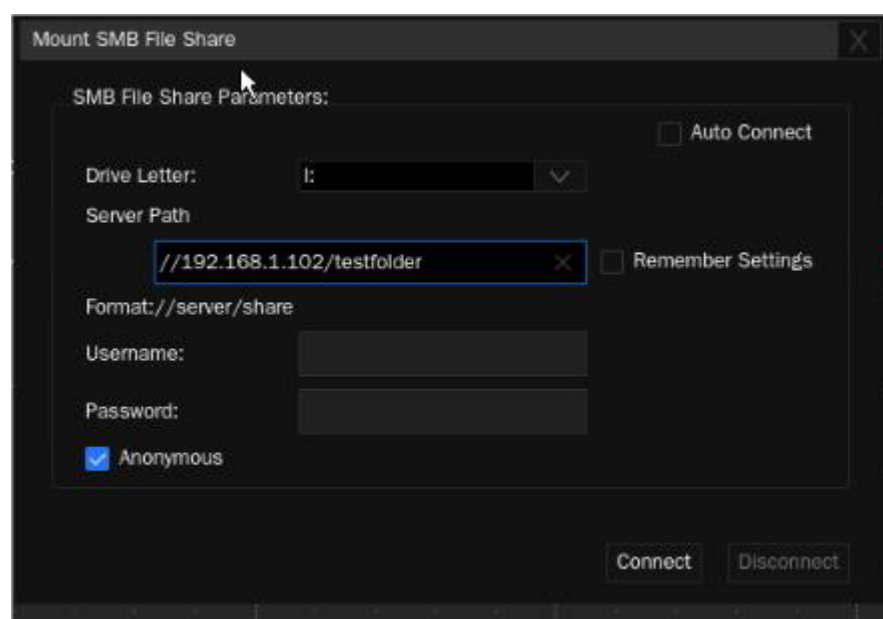 Mount SMB File Share
SMB File Share Parameters:
Auto Connect
Drive Letter: I:
Server Path
//192.168.1.102/testfolder
Remember Settings
Format://server/share
Username:
Password:
Anonymous
Connect Disconnect